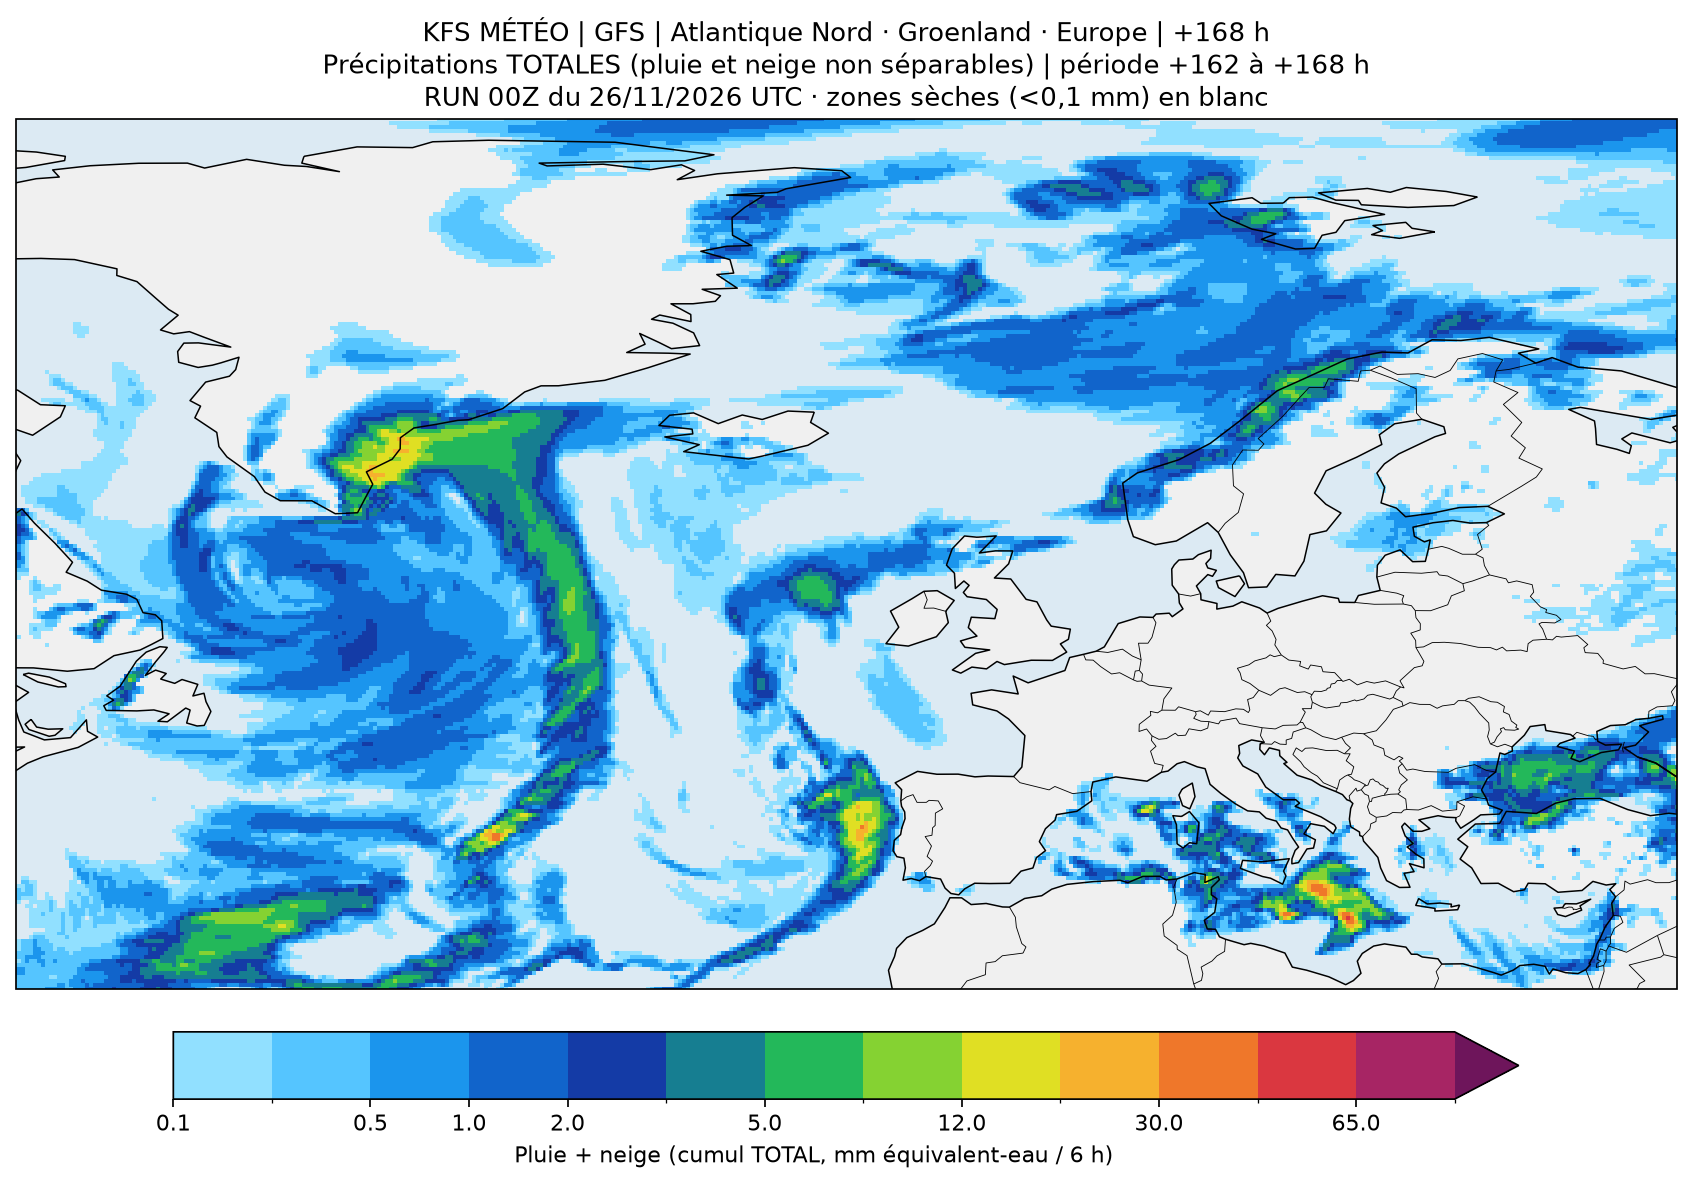 KFS MÉTÉO | GFS | Atlantique Nord · Groenland · Europe | +168 h
Précipitations TOTALES (pluie et neige non séparables) | période +162 à +168 h
RUN 00Z du 26/11/2026 UTC · zones sèches (<0,1 mm) en blanc
0.1 0.5 1.0 2.0 5.0 12.0 30.0 65.0
Pluie + neige (cumul TOTAL, mm équivalent-eau / 6 h)